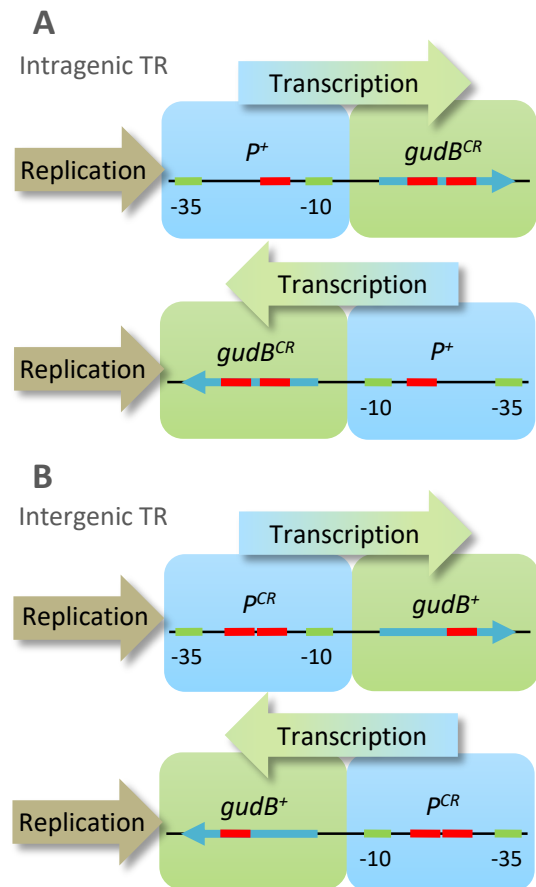 A
Intragenic TR
Transcription
Replication
P+
gudBCR
-35
-10
Transcription
Replication
gudBCR
P+
-10
-35
B
Intergenic TR
Transcription
Replication
PCR
gudB+
-35
-10
Transcription
Replication
gudB+
PCR
-10
-35